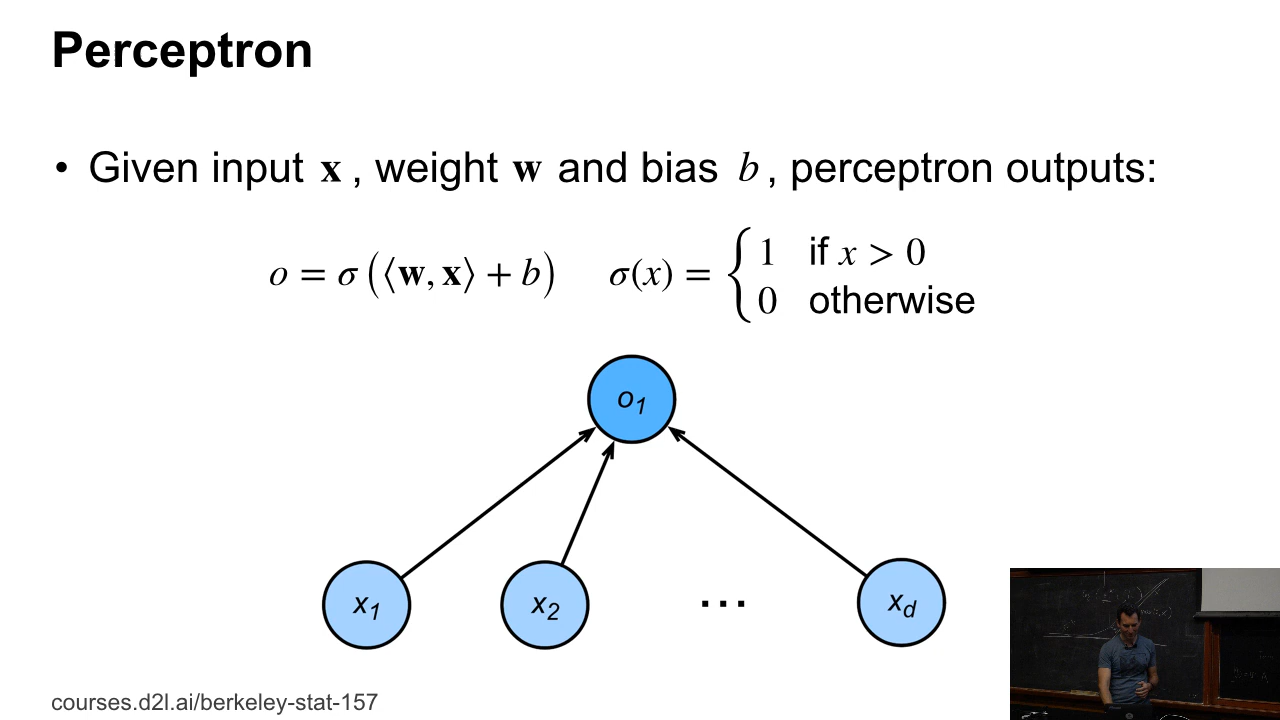 Perceptron
• Given input x , weight w and bias b , perceptron outputs:
o = σ (⟨w, x⟩ + b) σ(x) = { 1 if x > 0
0 otherwise
o1
x1 x2 ... xd
courses.d2l.ai/berkeley-stat-157